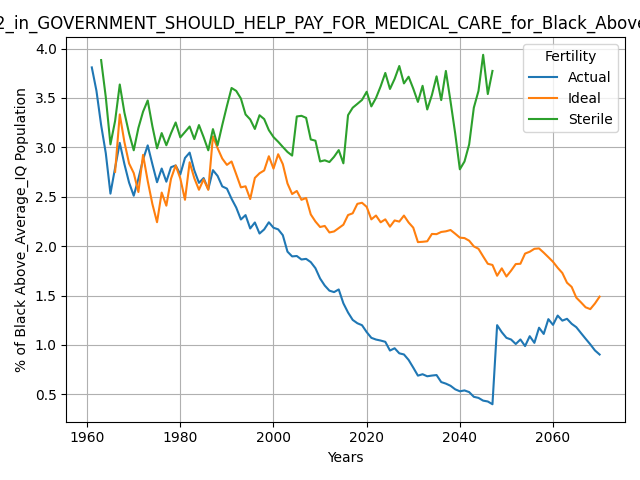 2_in_GOVERNMENT_SHOULD_HELP_PAY_FOR_MEDICAL_CARE_for_Black_Above
Fertility
Actual
Ideal
Sterile
% of Black Above_Average_IQ Population
4.0
3.5
3.0
2.5
2.0
1.5
1.0
0.5
1960
1980
2000
2020
2040
2060
Years